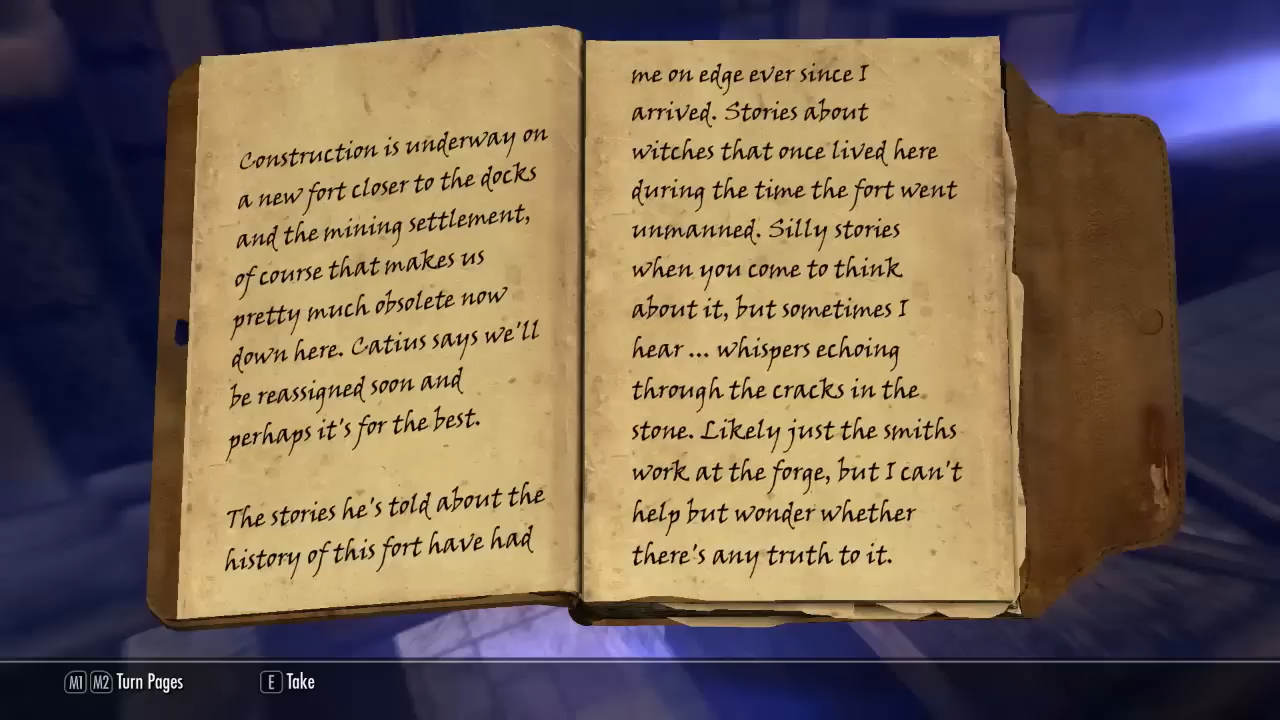 Construction is underway on
a new fort closer to the docks
and the mining settlement,
of course that makes us
pretty much obsolete now
down here. Catius says we'll
be reassigned soon and
perhaps it's for the best.
The stories he's told about the
history of this fort have had
me on edge ever since I
arrived. Stories about
witches that once lived here
during the time the fort went
unmanned. Silly stories
when you come to think
about it, but sometimes I
hear ... whispers echoing
through the cracks in the
stone. Likely just the smiths
work at the forge, but I can't
help but wonder whether
there's any truth to it.
M1 M2 Turn Pages E Take